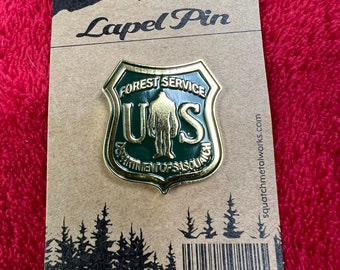 Lapel Pin
FOREST SERVICE
U S
DEPARTMENT OF SASQUATCH
squatchmetalworks.com